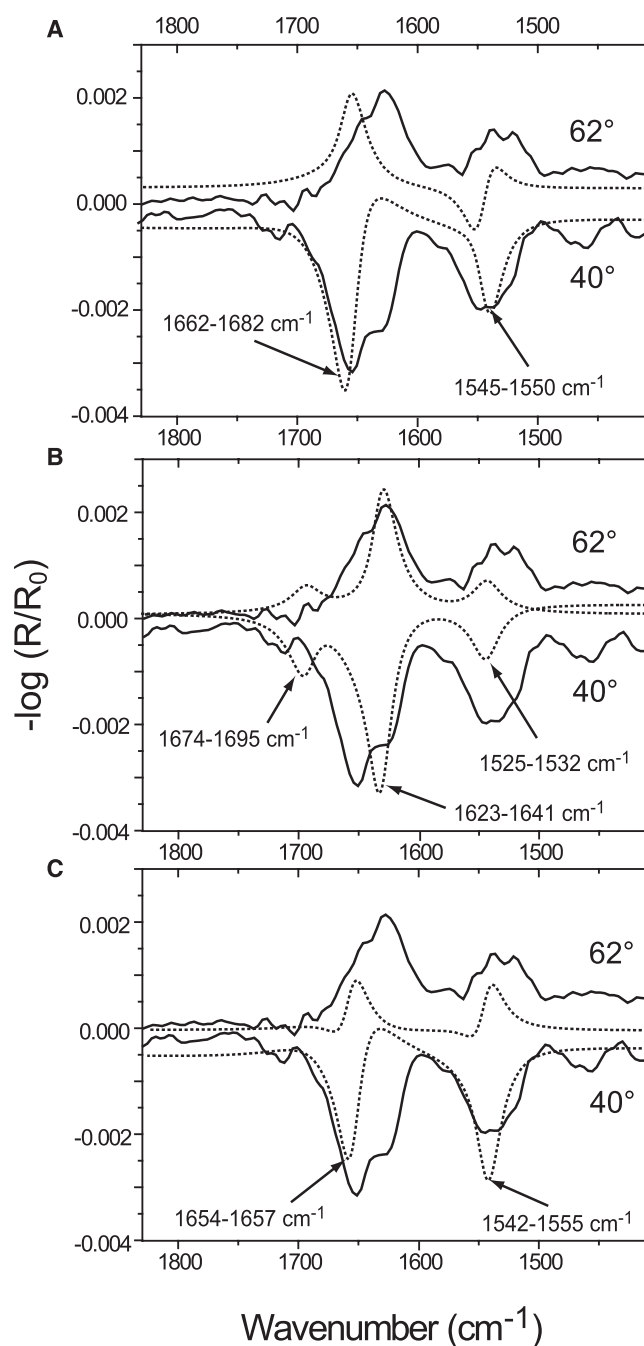 A
1800 1700 1600 1500
0.002
62°
0.000
-0.002
40°
1662-1682 cm-1
1545-1550 cm-1
-0.004
1800 1700 1600 1500
B
0.002
62°
0.000
-log (R/R0)
40°
-0.002
1674-1695 cm-1
1525-1532 cm-1
1623-1641 cm-1
-0.004
1800 1700 1600 1500
C
0.002
62°
0.000
40°
-0.002
1654-1657 cm-1
1542-1555 cm-1
-0.004
1800 1700 1600 1500
Wavenumber (cm-1)